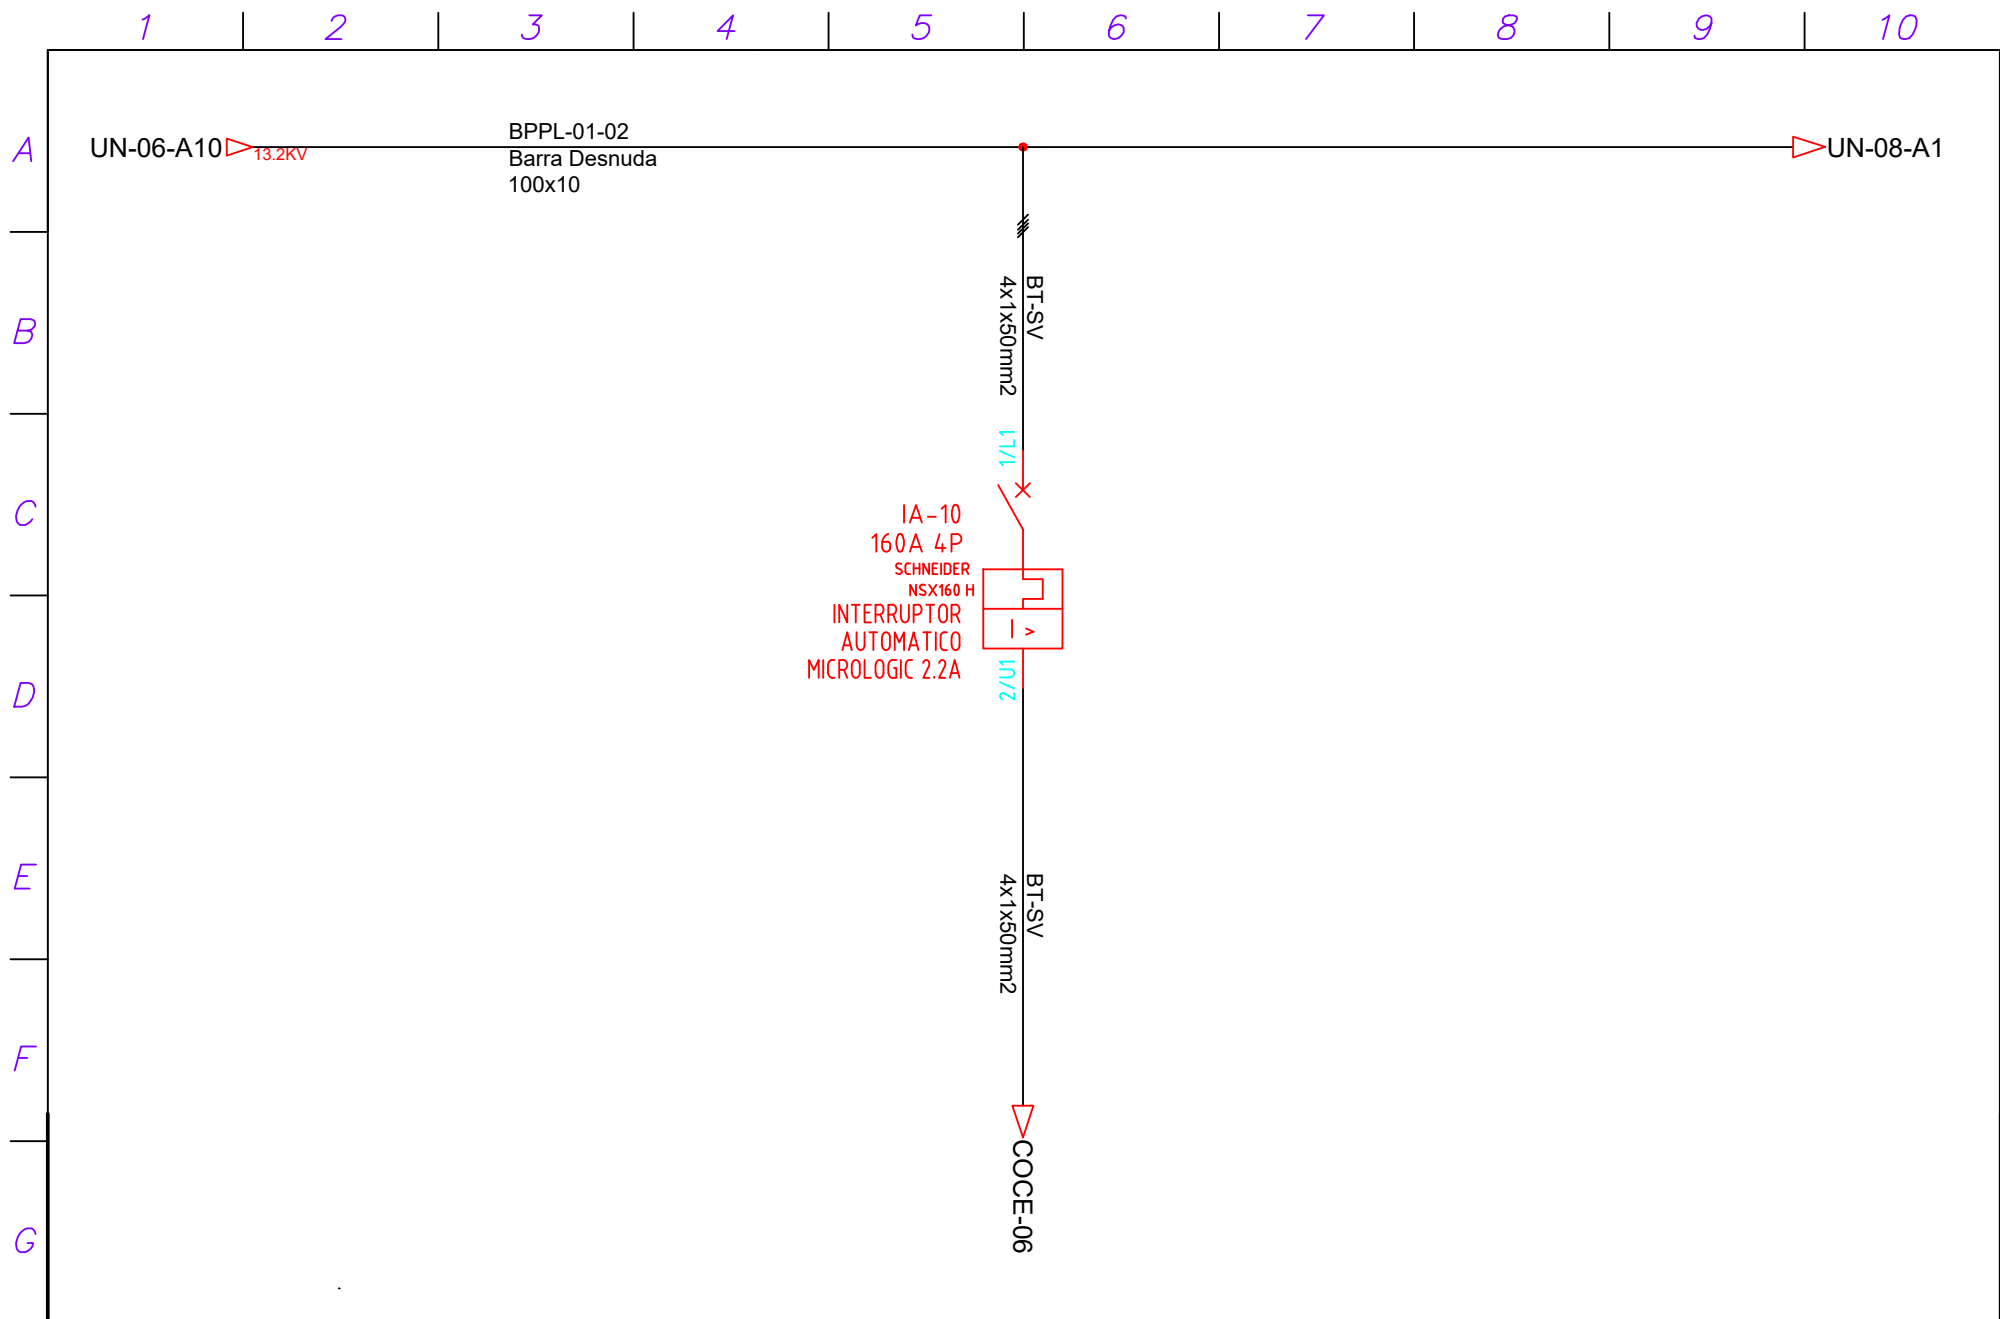 1 2 3 4 5 6 7 8 9 10
A
B
C
D
E
F
G
UN-06-A10
13.2KV
BPPL-01-02
Barra Desnuda
100x10
UN-08-A1
BT-SV
4x1x50mm2
1/L1
IA-10
160A 4P
SCHNEIDER
NSX160 H
INTERRUPTOR
AUTOMATICO
MICROLOGIC 2.2A
I >
2/U1
BT-SV
4x1x50mm2
COCE-06